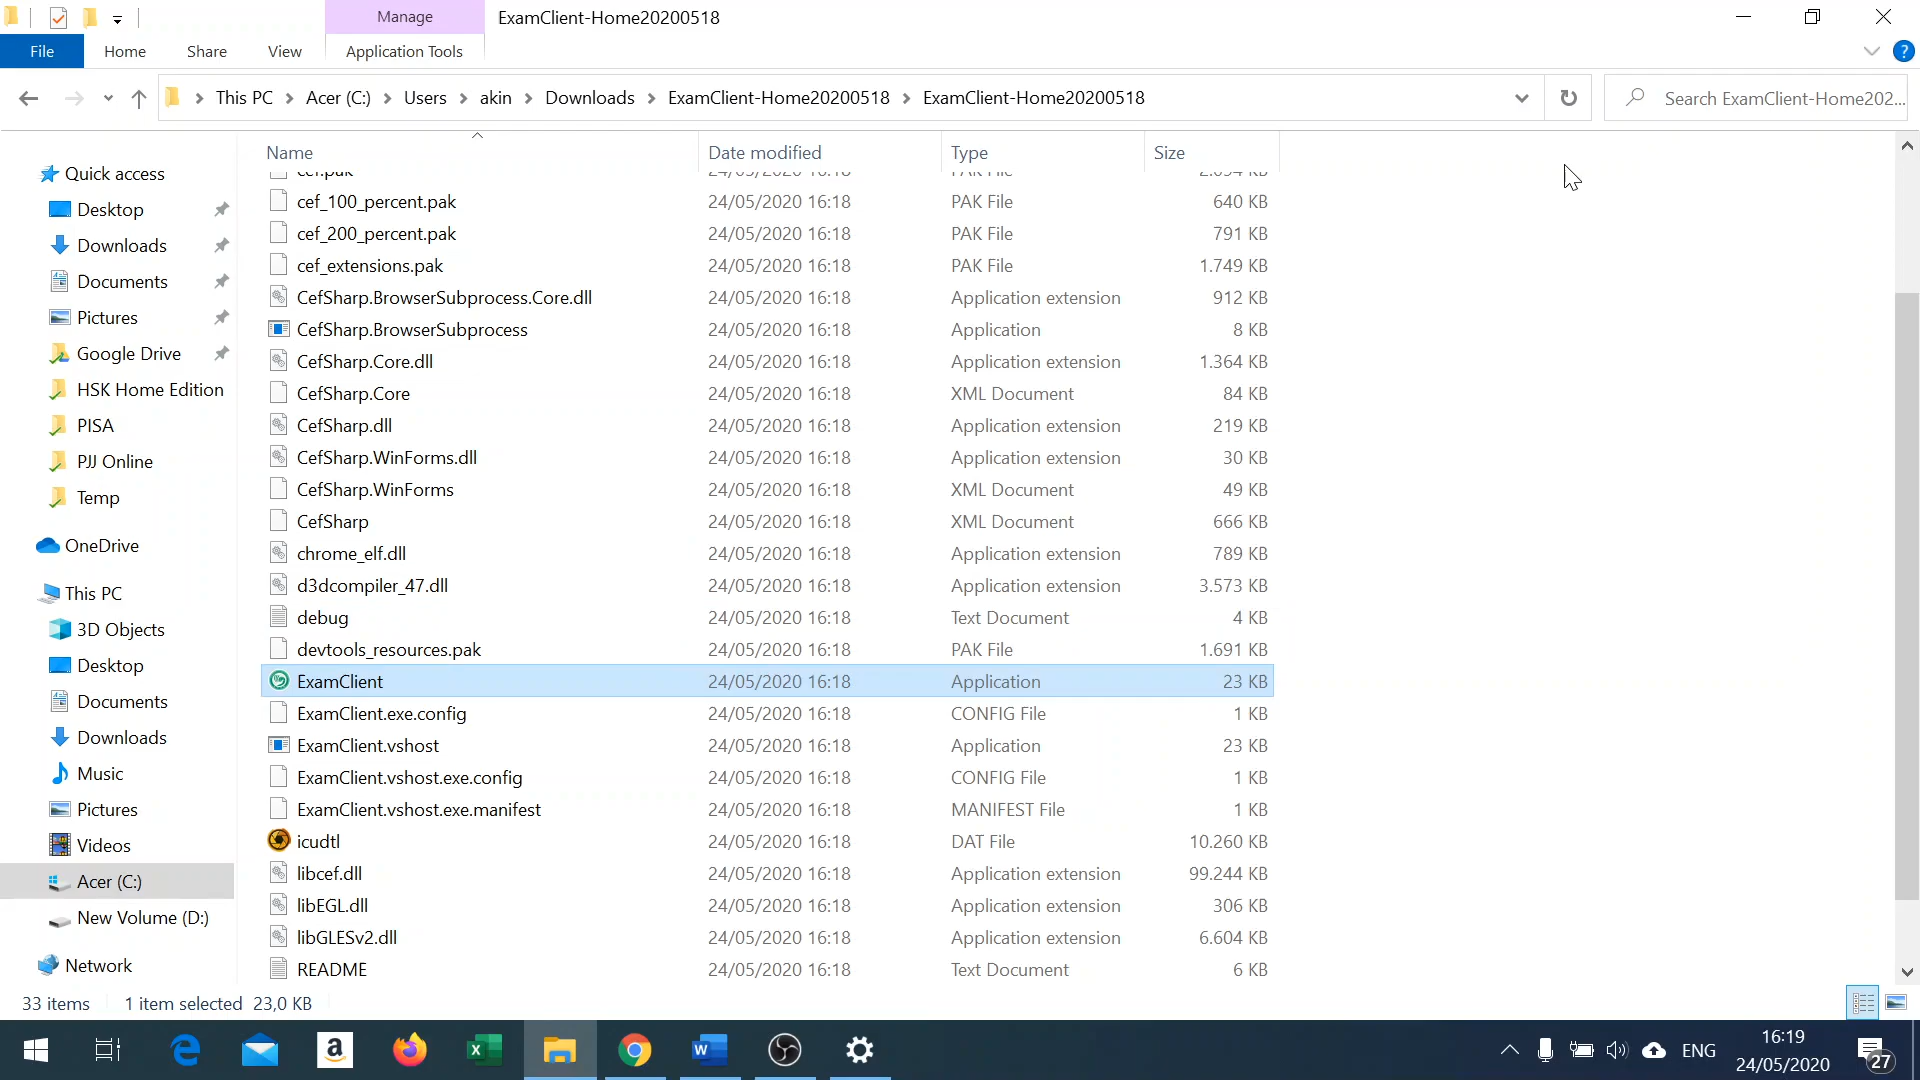 Manage
ExamClient-Home20200518
File
Home
Share
View
Application Tools
This PC
Acer (C:)
Users
akin
Downloads
ExamClient-Home20200518
ExamClient-Home20200518
Search ExamClient-Home202...
Name
Date modified
Type
Size
Quick access
Desktop
Downloads
Documents
Pictures
Google Drive
HSK Home Edition
PISA
PJJ Online
Temp
OneDrive
This PC
3D Objects
Desktop
Documents
Downloads
Music
Pictures
Videos
Acer (C:)
New Volume (D:)
Network
cef_100_percent.pak 24/05/2020 16:18 PAK File 640 KB
cef_200_percent.pak 24/05/2020 16:18 PAK File 791 KB
cef_extensions.pak 24/05/2020 16:18 PAK File 1.749 KB
CefSharp.BrowserSubprocess.Core.dll 24/05/2020 16:18 Application extension 912 KB
CefSharp.BrowserSubprocess 24/05/2020 16:18 Application 8 KB
CefSharp.Core.dll 24/05/2020 16:18 Application extension 1.364 KB
CefSharp.Core 24/05/2020 16:18 XML Document 84 KB
CefSharp.dll 24/05/2020 16:18 Application extension 219 KB
CefSharp.WinForms.dll 24/05/2020 16:18 Application extension 30 KB
CefSharp.WinForms 24/05/2020 16:18 XML Document 49 KB
CefSharp 24/05/2020 16:18 XML Document 666 KB
chrome_elf.dll 24/05/2020 16:18 Application extension 789 KB
d3dcompiler_47.dll 24/05/2020 16:18 Application extension 3.573 KB
debug 24/05/2020 16:18 Text Document 4 KB
devtools_resources.pak 24/05/2020 16:18 PAK File 1.691 KB
ExamClient 24/05/2020 16:18 Application 23 KB
ExamClient.exe.config 24/05/2020 16:18 CONFIG File 1 KB
ExamClient.vshost 24/05/2020 16:18 Application 23 KB
ExamClient.vshost.exe.config 24/05/2020 16:18 CONFIG File 1 KB
ExamClient.vshost.exe.manifest 24/05/2020 16:18 MANIFEST File 1 KB
icudtl 24/05/2020 16:18 DAT File 10.260 KB
libcef.dll 24/05/2020 16:18 Application extension 99.244 KB
libEGL.dll 24/05/2020 16:18 Application extension 306 KB
libGLESv2.dll 24/05/2020 16:18 Application extension 6.604 KB
README 24/05/2020 16:18 Text Document 6 KB
33 items
1 item selected 23,0 KB
ENG
16:19
24/05/2020
27